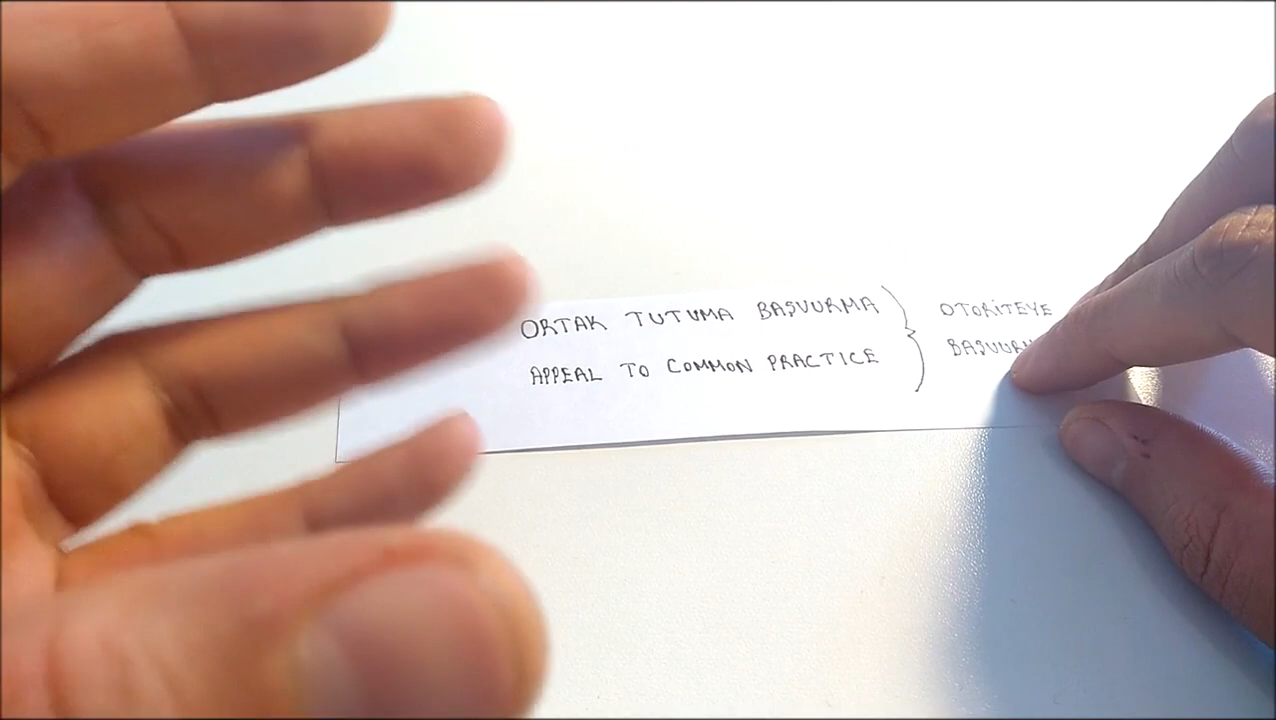 ORTAK TUTUMA BAŞVURMA
APPEAL TO COMMON PRACTICE
OTORİTEYE